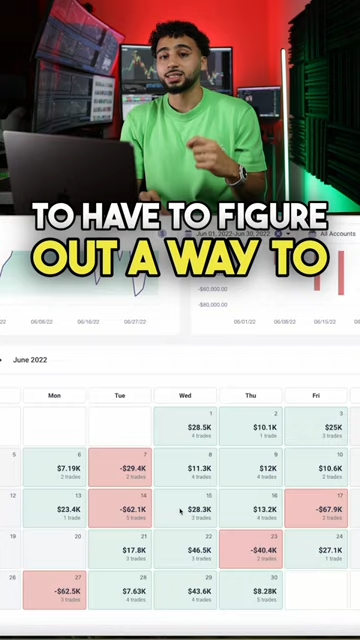 TO HAVE TO FIGURE
OUT A WAY TO
Jun 01, 2022-Jun 30, 2022
All Accounts
-$60,000.00
-$80,000.00
06/06/22 06/16/22 06/27/22
06/01/22 06/08/22 06/15/22
June 2022
Mon Tue Wed Thu Fri
1 2 3
$28.5K $10.1K $25K
4 trades 1 trade 3 trades
5 6 7 8 9 10
$7.19K -$29.4K $11.3K $12K $10.6K
2 trades 2 trades 4 trades 4 trades 2 trades
12 13 14 15 16 17
$23.4K -$62.1K $28.3K $13.2K -$67.9K
1 trade 5 trades 3 trades 4 trades 2 trades
19 20 21 22 23 24
$17.8K $46.5K -$40.4K $27.1K
3 trades 3 trades 2 trades 1 trade
26 27 28 29 30
-$62.5K $7.63K $43.6K $8.28K
3 trades 4 trades 4 trades 5 trades